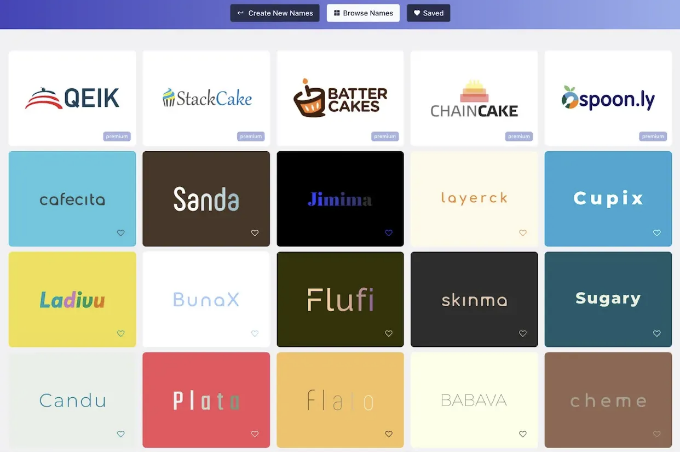 Create New Names
Browse Names
Saved
QEIK
premium
StackCake
premium
BATTER
CAKES
premium
CHAINCAKE
premium
spoon.ly
premium
cafecita
Sanda
Jimima
layerck
Cupix
Ladivu
BunaX
Flufi
skinma
Sugary
Candu
Plato
Flalo
BABAVA
cheme